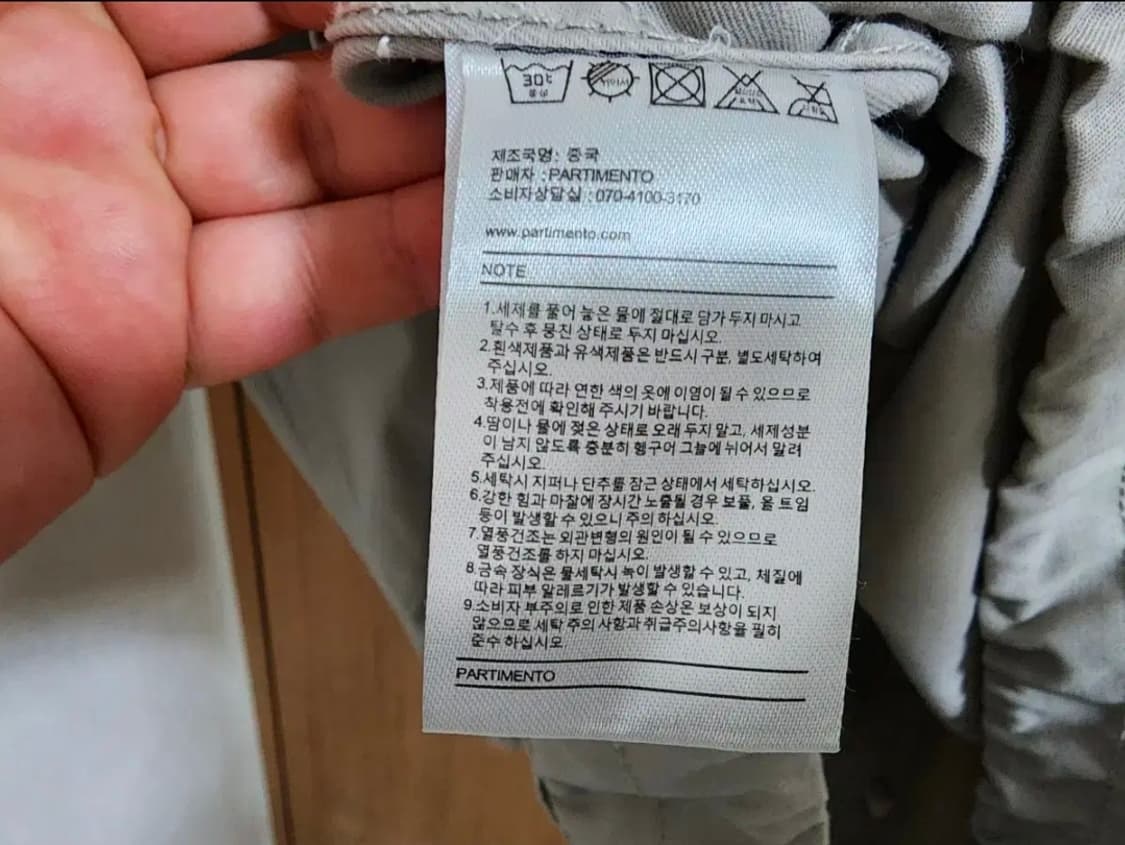 30℃
중성
제조국명: 중국
판매자 :PARTIMENTO
소비자상담실 :070-4100-3170
www.partimento.com
NOTE
1.세제를 풀어 놓은 물에 절대로 담가 두지 마시고
탈수 후 뭉친 상태로 두지 마십시오.
2.흰색제품과 유색제품은 반드시 구분, 별도세탁하여
주십시오.
3.제품에 따라 연한 색의 옷에 이염이 될 수 있으므로
착용전에 확인해 주시기 바랍니다.
4.땀이나 물에 젖은 상태로 오래 두지 말고, 세제성분
이 남지 않도록 충분히 헹구어 그늘에 뉘어서 말려
주십시오.
5.세탁시 지퍼나 단추를 잠근 상태에서 세탁하십시오.
6.강한 힘과 마찰에 장시간 노출될 경우 보풀, 올 트임
등이 발생할 수 있으니 주의 하십시오.
7.열풍건조는 외관변형의 원인이 될 수 있으므로
열풍건조를 하지 마십시오.
8.금속 장식은 물세탁시 녹이 발생할 수 있고, 체질에
따라 피부 알레르기가 발생할 수 있습니다.
9.소비자 부주의로 인한 제품 손상은 보상이 되지
않으므로 세탁 주의 사항과 취급주의사항을 필히
준수 하십시오.
PARTIMENTO